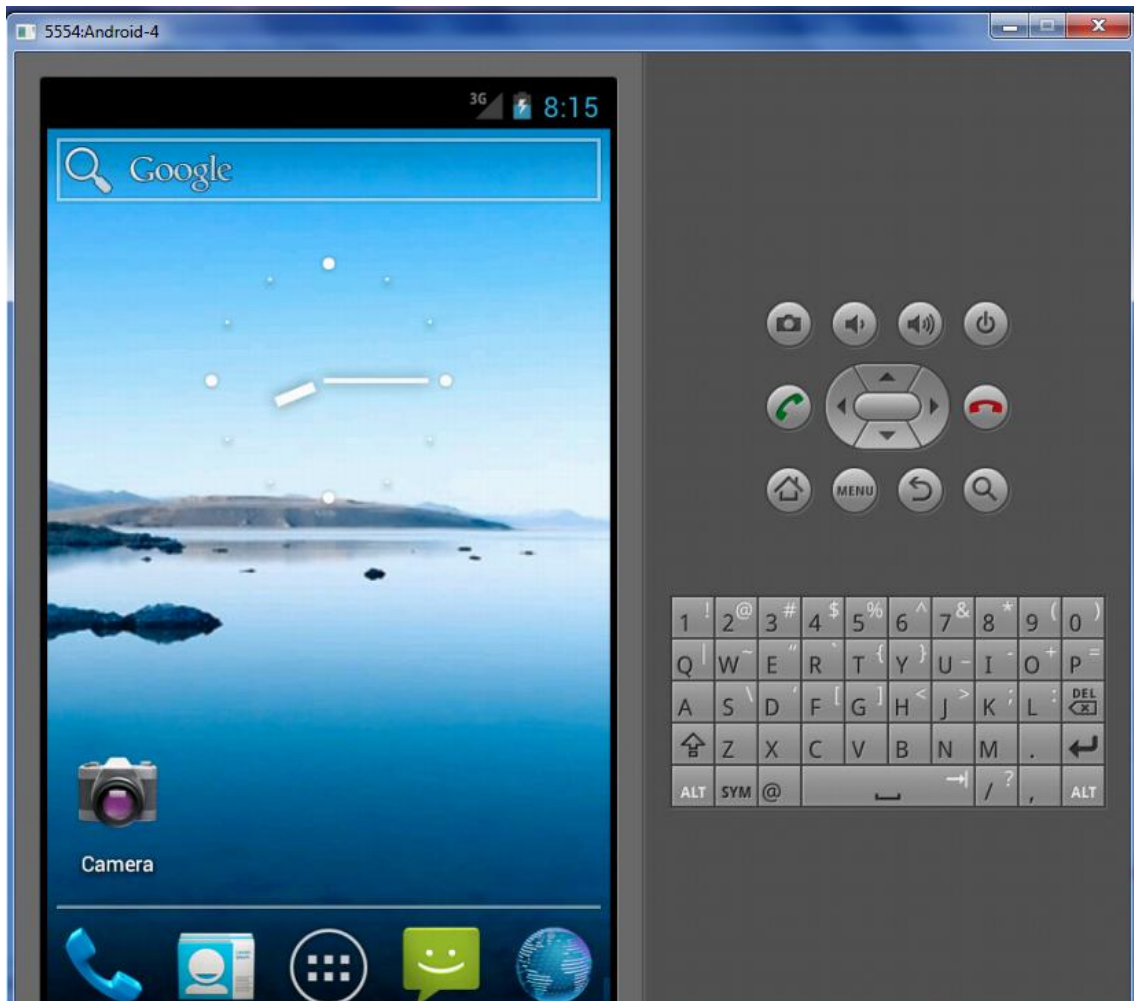 5554:Android-4
3G 8:15
Google
MENU
1 ! 2 @ 3 # 4 $ 5 % 6 ^ 7 & 8 * 9 ( 0 )
Q | W ~ E " R ` T { Y } U _ I - O + P =
A S \ D ' F [ G ] H < J > K ; L : DEL
Z X C V B N M .
ALT SYM @ / ? , ALT
Camera